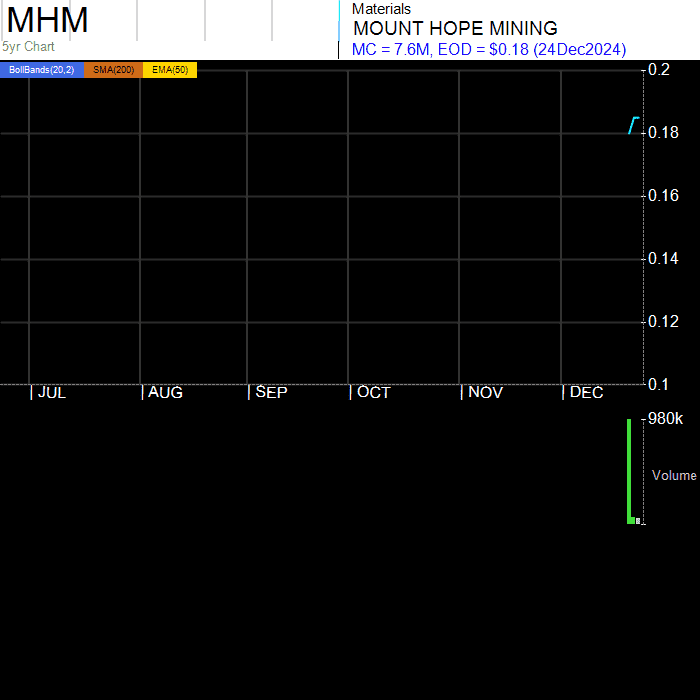 MHM
5yr Chart
Materials
MOUNT HOPE MINING
MC = 7.6M, EOD = $0.18 (24Dec2024)
BollBands(20,2) SMA(200) EMA(50)
0.2
0.18
0.16
0.14
0.12
0.1
| JUL | AUG | SEP | OCT | NOV | DEC
980k
Volume